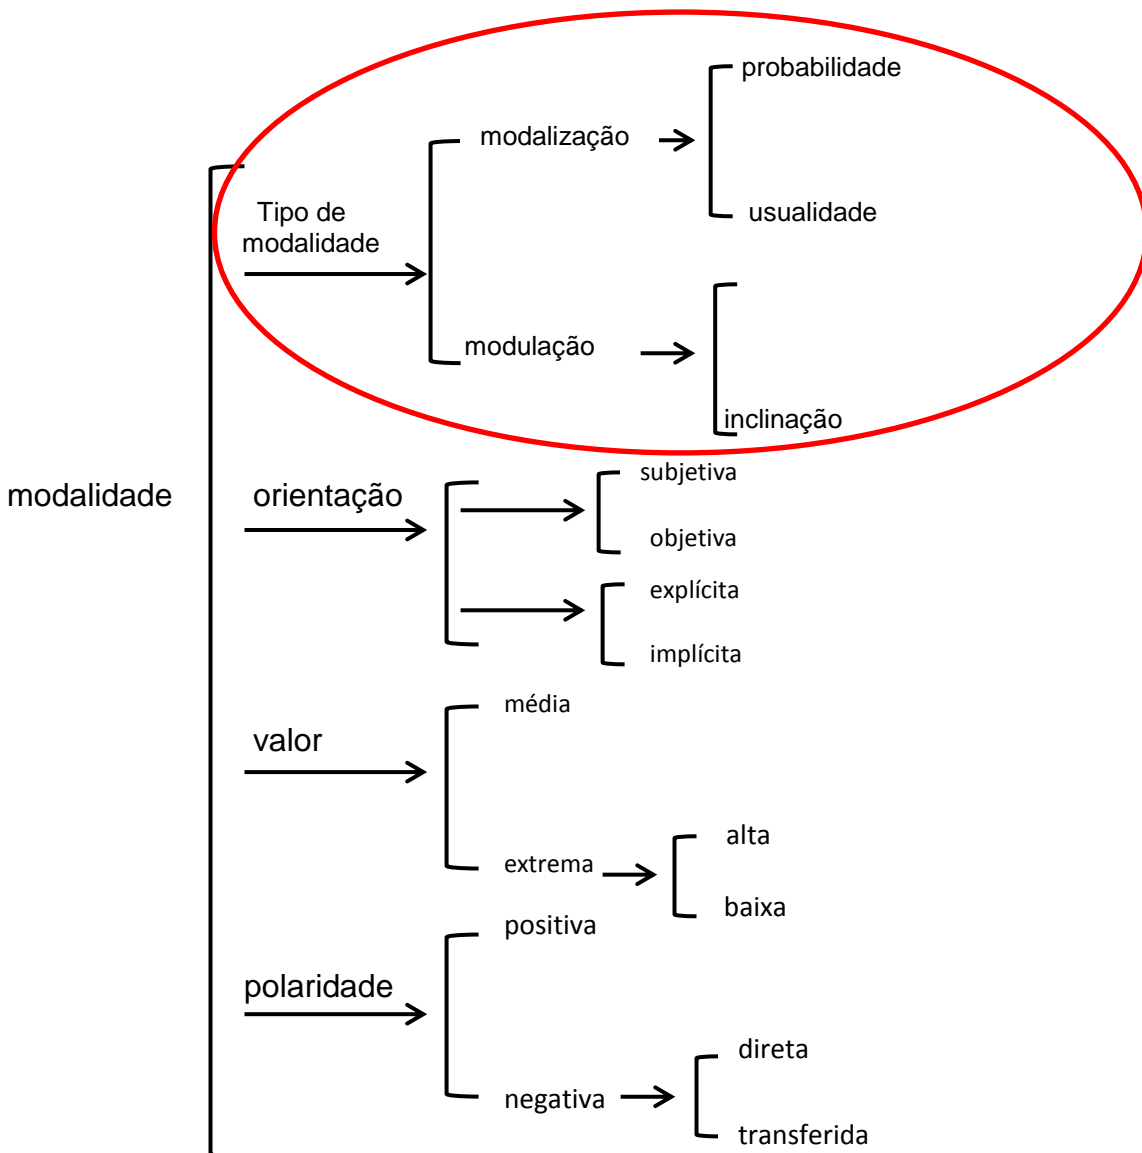 probabilidade
modalização
usualidade
Tipo de
modalidade
modulação
inclinação
subjetiva
modalidade
orientação
objetiva
explícita
implícita
média
valor
alta
extrema
baixa
positiva
polaridade
direta
negativa
transferida